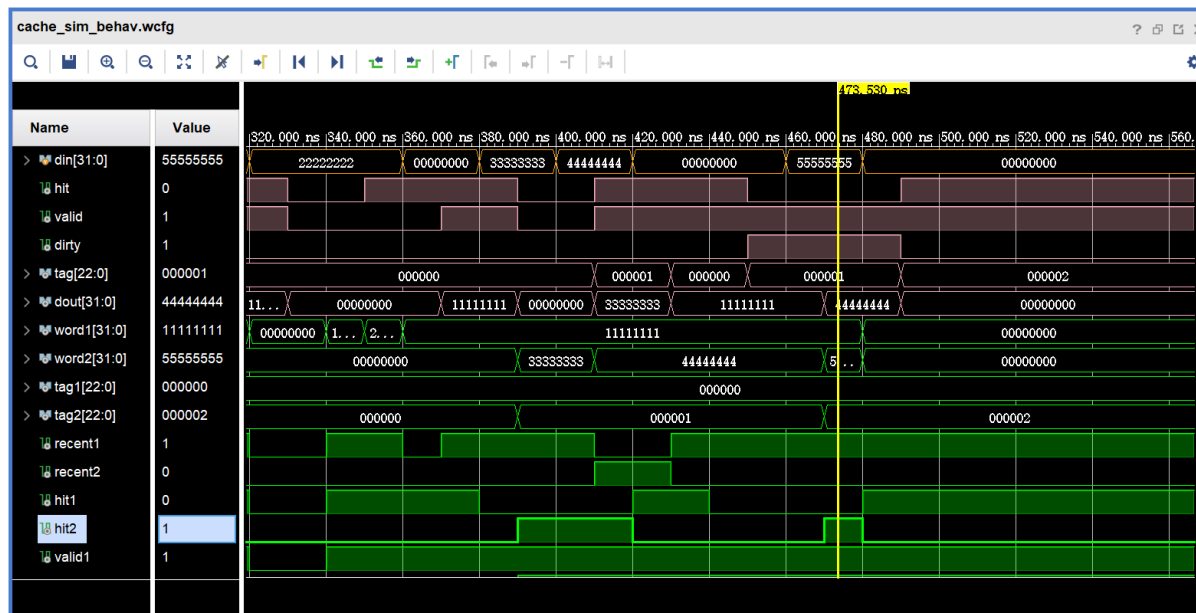 cache_sim_behav.wcfg
?
473.530 ns
Name Value
320.000 ns 340.000 ns 360.000 ns 380.000 ns 400.000 ns 420.000 ns 440.000 ns 460.000 ns 480.000 ns 500.000 ns 520.000 ns 540.000 ns 560.
din[31:0] 55555555 22222222 00000000 33333333 44444444 00000000 55555555 00000000
hit 0
valid 1
dirty 1
tag[22:0] 000001 000000 000001 000000 000001 000002
dout[31:0] 44444444 11... 00000000 11111111 00000000 33333333 11111111 44444444 00000000
word1[31:0] 11111111 00000000 1... 2... 11111111 00000000
word2[31:0] 55555555 00000000 33333333 44444444 5... 00000000
tag1[22:0] 000000 000000
tag2[22:0] 000002 000000 000001 000002
recent1 1
recent2 0
hit1 0
hit2 1
valid1 1